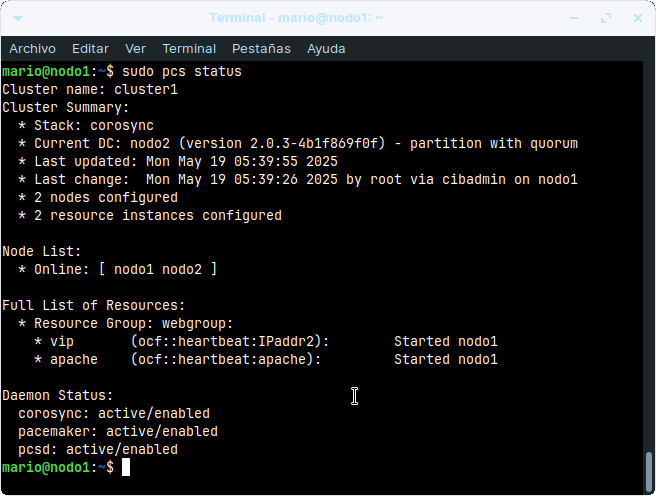 Terminal - mario@nodo1: ~
Archivo Editar Ver Terminal Pestañas Ayuda
mario@nodo1:~$ sudo pcs status
Cluster name: cluster1
Cluster Summary:
  * Stack: corosync
  * Current DC: nodo2 (version 2.0.3-4b1f869f0f) - partition with quorum
  * Last updated: Mon May 19 05:39:55 2025
  * Last change:  Mon May 19 05:39:26 2025 by root via cibadmin on nodo1
  * 2 nodes configured
  * 2 resource instances configured

Node List:
  * Online: [ nodo1 nodo2 ]

Full List of Resources:
  * Resource Group: webgroup:
    * vip       (ocf::heartbeat:IPaddr2):        Started nodo1
    * apache    (ocf::heartbeat:apache):         Started nodo1

Daemon Status:
  corosync: active/enabled
  pacemaker: active/enabled
  pcsd: active/enabled
mario@nodo1:~$